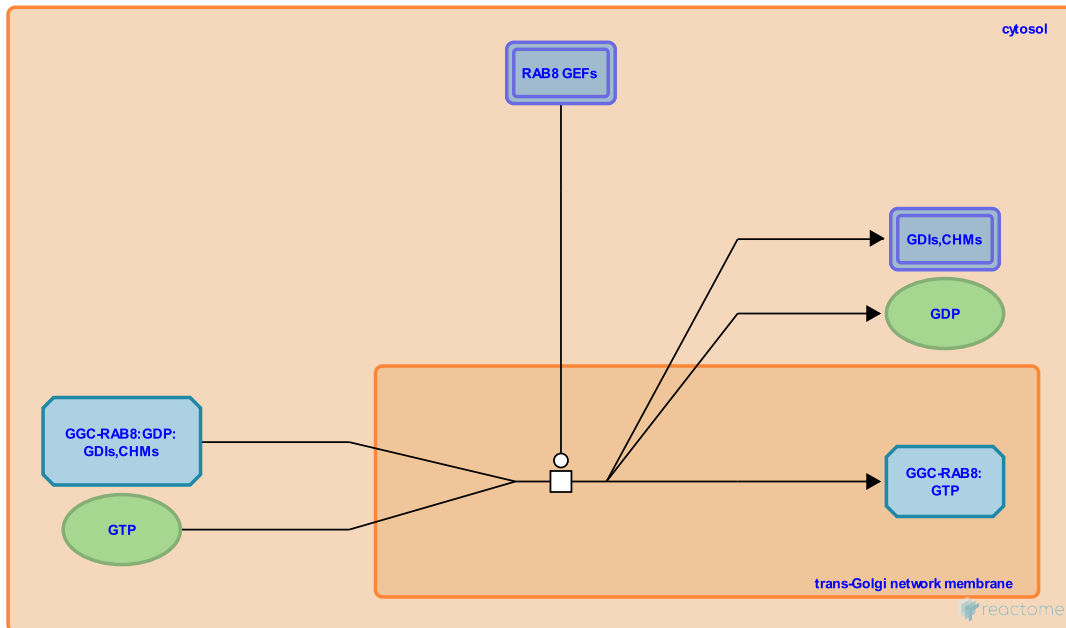 cytosol
RAB8 GEFs
GDIs,CHMs
GDP
GGC-RAB8:GDP:
GDIs,CHMs
GTP
GGC-RAB8:
GTP
trans-Golgi network membrane
reactome